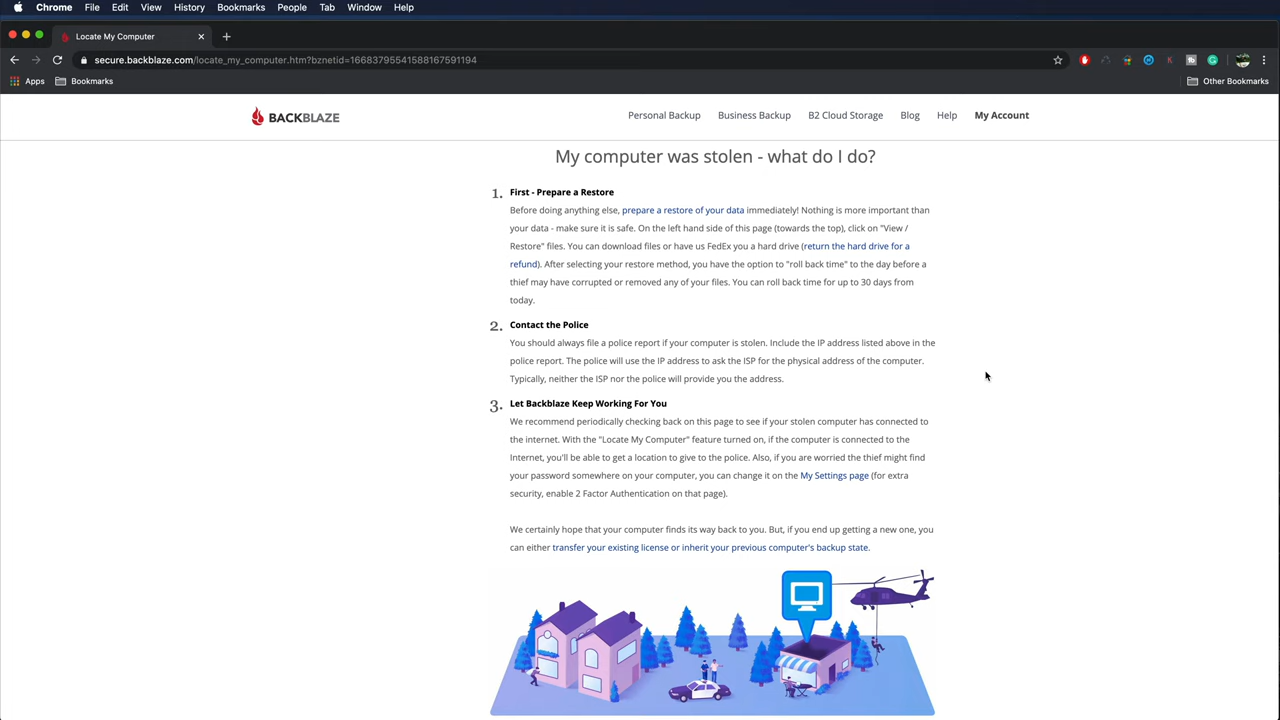 Chrome File Edit View History Bookmarks People Tab Window Help
Locate My Computer
secure.backblaze.com/locate_my_computer.htm?bznetid=16683795541588167591194
Apps Bookmarks Other Bookmarks
BACKBLAZE Personal Backup Business Backup B2 Cloud Storage Blog Help My Account
My computer was stolen - what do I do?
1. First - Prepare a Restore
Before doing anything else, prepare a restore of your data immediately! Nothing is more important than
your data - make sure it is safe. On the left hand side of this page (towards the top), click on "View /
Restore" files. You can download files or have us FedEx you a hard drive (return the hard drive for a
refund). After selecting your restore method, you have the option to "roll back time" to the day before a
thief may have corrupted or removed any of your files. You can roll back time for up to 30 days from
today.
2. Contact the Police
You should always file a police report if your computer is stolen. Include the IP address listed above in the
police report. The police will use the IP address to ask the ISP for the physical address of the computer.
Typically, neither the ISP nor the police will provide you the address.
3. Let Backblaze Keep Working For You
We recommend periodically checking back on this page to see if your stolen computer has connected to
the internet. With the "Locate My Computer" feature turned on, if the computer is connected to the
Internet, you'll be able to get a location to give to the police. Also, if you are worried the thief might find
your password somewhere on your computer, you can change it on the My Settings page (for extra
security, enable 2 Factor Authentication on that page).
We certainly hope that your computer finds its way back to you. But, if you end up getting a new one, you
can either transfer your existing license or inherit your previous computer's backup state.